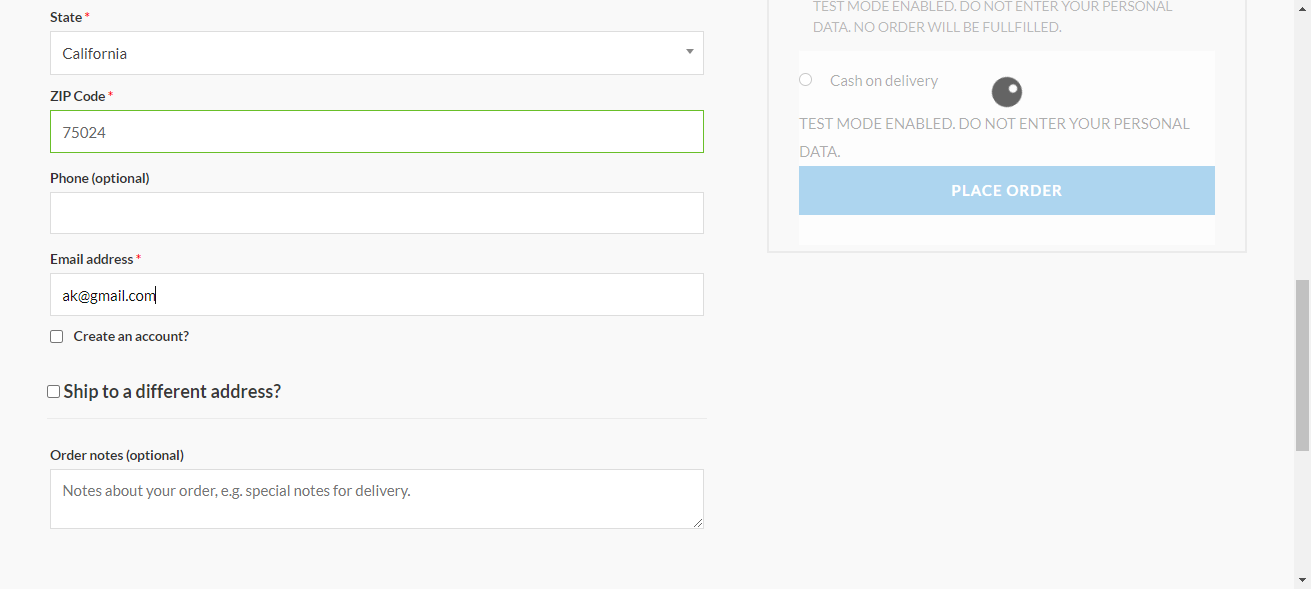 State *
California
ZIP Code *
75024
Phone (optional)
Email address *
ak@gmail.com
Create an account?
Ship to a different address?
Order notes (optional)
Notes about your order, e.g. special notes for delivery.
TEST MODE ENABLED. DO NOT ENTER YOUR PERSONAL
DATA. NO ORDER WILL BE FULLFILLED.
Cash on delivery
TEST MODE ENABLED. DO NOT ENTER YOUR PERSONAL
DATA.
PLACE ORDER